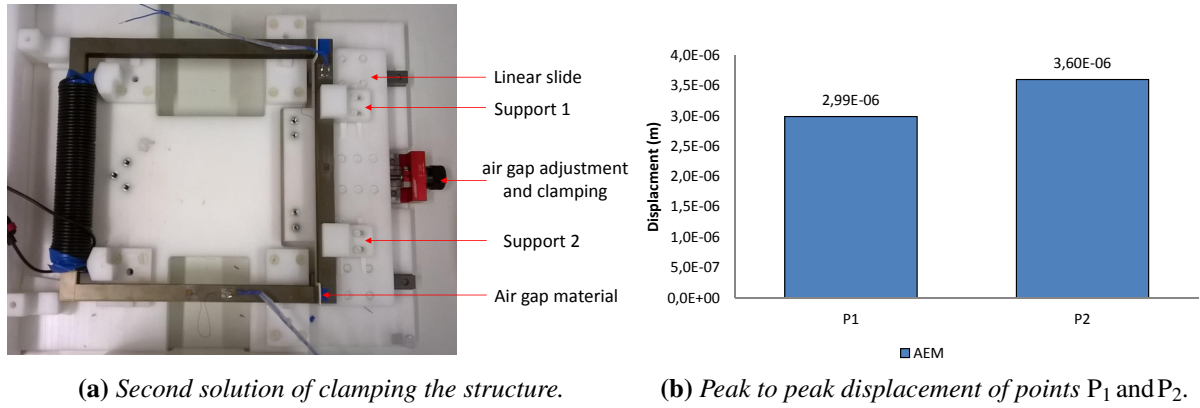 Linear slide
Support 1
air gap adjustment
and clamping
Support 2
Air gap material
(a) Second solution of clamping the structure.
4,0E-06
3,5E-06
3,0E-06
2,5E-06
2,0E-06
1,5E-06
1,0E-06
5,0E-07
0,0E+00
Displacment (m)
2,99E-06
3,60E-06
P1
P2
AEM
(b) Peak to peak displacement of points P₁ and P₂.